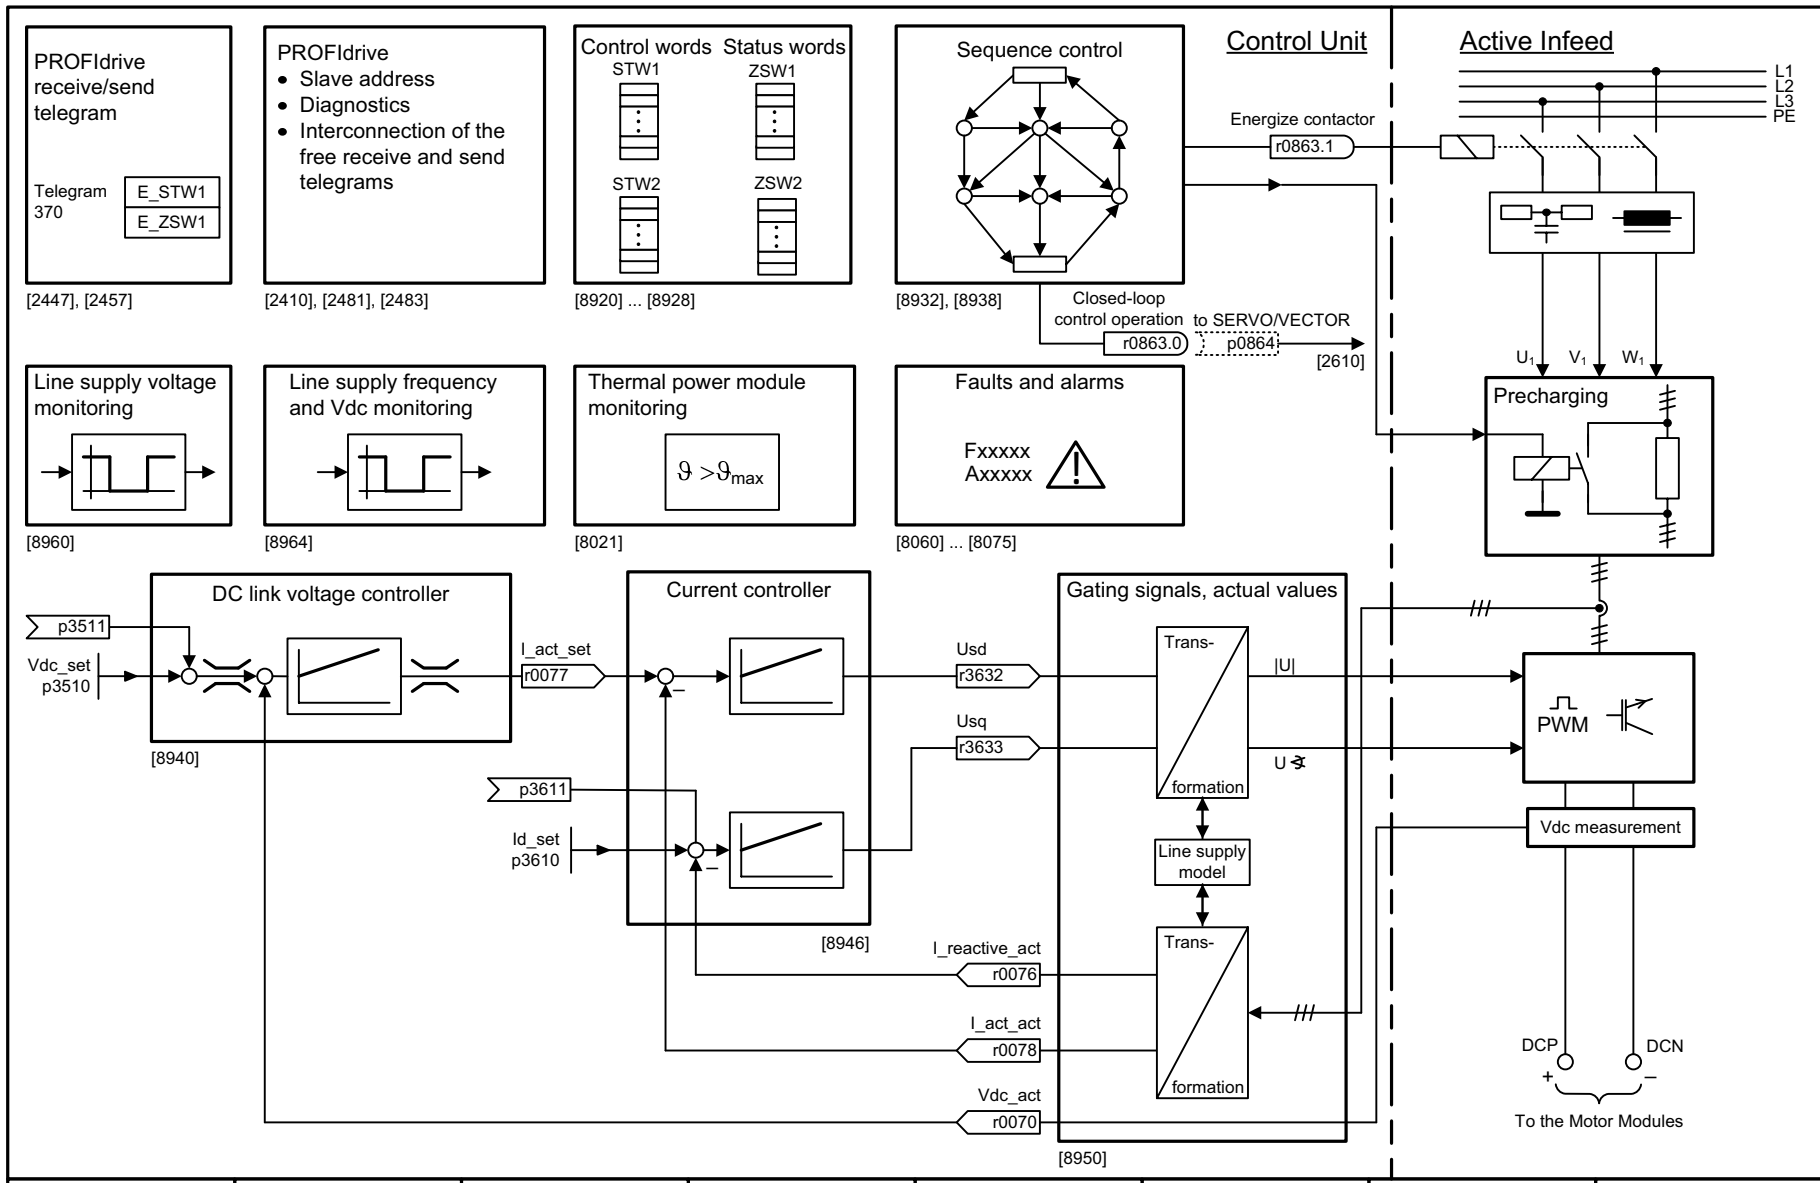 PROFIdrive
receive/send
telegram
Telegram
370
E_STW1
E_ZSW1
[2447], [2457]
PROFIdrive
• Slave address
• Diagnostics
• Interconnection of the
free receive and send
telegrams
[2410], [2481], [2483]
Control words Status words
STW1 ZSW1
STW2 ZSW2
[8920] ... [8928]
Sequence control
[8932], [8938]
Control Unit
Active Infeed
L1
L2
L3
PE
Energize contactor
r0863.1
Closed-loop
control operation
r0863.0
to SERVO/VECTOR
p0864
[2610]
U1 V1 W1
Line supply voltage
monitoring
[8960]
Line supply frequency
and Vdc monitoring
[8964]
Thermal power module
monitoring
ϑ >ϑmax
[8021]
Faults and alarms
Fxxxxx
Axxxxx
!
[8060] ... [8075]
Precharging
DC link voltage controller
p3511
Vdc_set
p3510
[8940]
I_act_set
r0077
Current controller
p3611
Id_set
p3610
–
–
[8946]
Usd
r3632
Usq
r3633
Gating signals, actual values
Trans-
formation
|U|
U ∢
Line supply
model
Trans-
formation
I_reactive_act
r0076
I_act_act
r0078
Vdc_act
r0070
[8950]
PWM
Vdc measurement
DCP DCN
+ –
To the Motor Modules